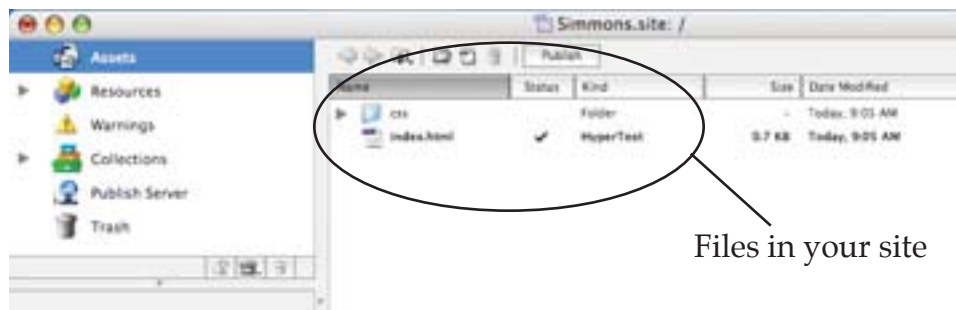 Simmons.site: /
Assets
Resources
Warnings
Collections
Publish Server
Trash
Publish
Name Status Kind Size Date Modified
css Folder - Today, 9:05 AM
index.html HyperText 0.7 KB Today, 9:05 AM
Files in your site